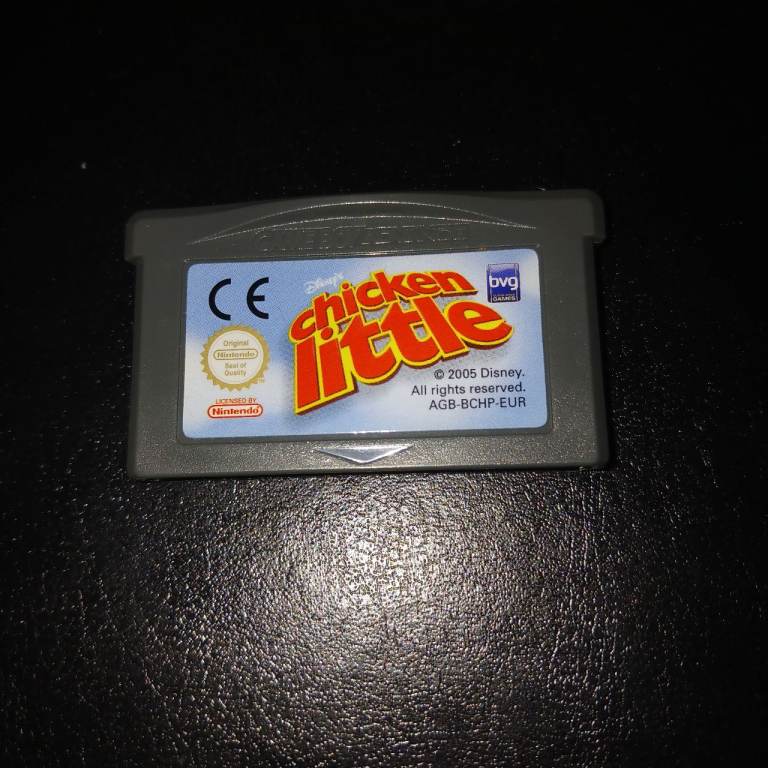 GAME BOY ADVANCE
CE
Disney's
chicken
little
bvg
GAMES
Original
Nintendo
Seal of
Quality
LICENSED BY
Nintendo
© 2005 Disney.
All rights reserved.
AGB-BCHP-EUR